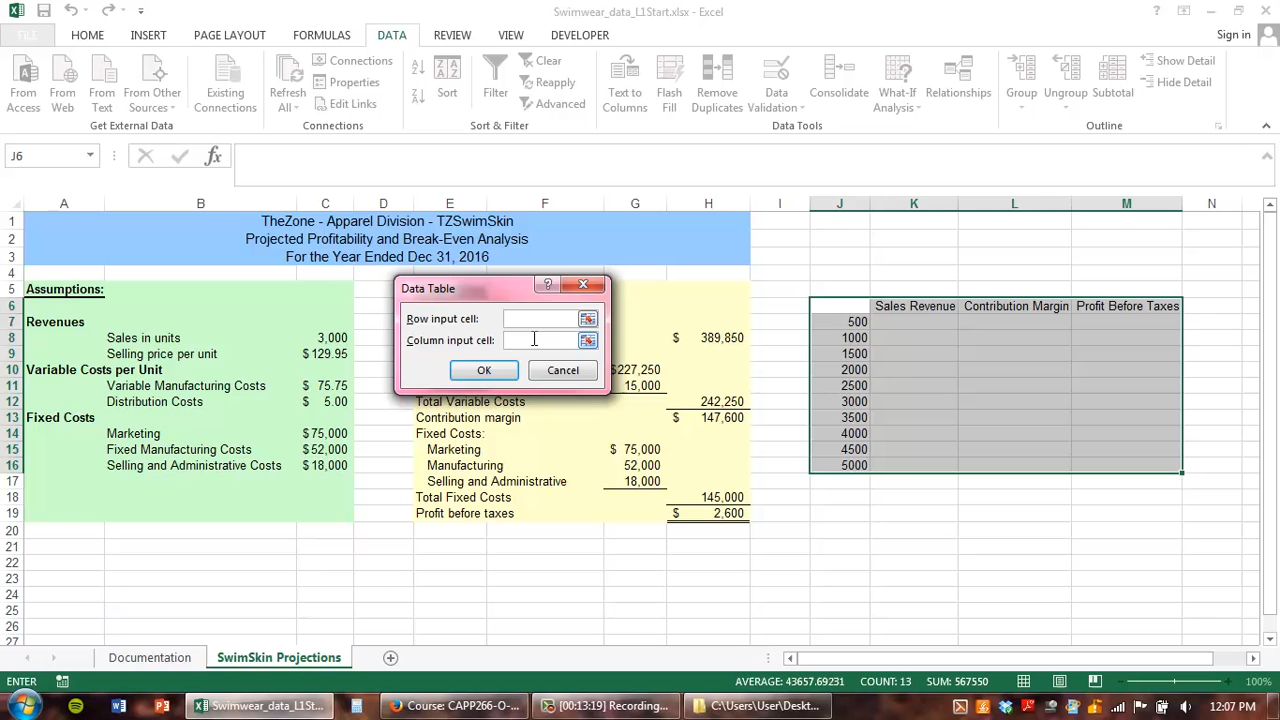 Swimwear_data_L1Start.xlsx - Excel
FILE HOME INSERT PAGE LAYOUT FORMULAS DATA REVIEW VIEW DEVELOPER Sign in
From Access
From Web
From Text
From Other Sources
Existing Connections
Get External Data
Refresh All
Connections
Properties
Edit Links
Connections
Sort
Filter
Clear
Reapply
Advanced
Sort & Filter
Text to Columns
Flash Fill
Remove Duplicates
Data Validation
Consolidate
What-If Analysis
Relationships
Data Tools
Group
Ungroup
Subtotal
Show Detail
Hide Detail
Outline
J6 fx
A B C D E F G H I J K L M N
1 TheZone - Apparel Division - TZSwimSkin
2 Projected Profitability and Break-Even Analysis
3 For the Year Ended Dec 31, 2016
4
5 Assumptions:
6 Sales Revenue Contribution Margin Profit Before Taxes
7 Revenues 500
8 Sales in units 3,000 $ 389,850 1000
9 Selling price per unit $ 129.95 1500
10 Variable Costs per Unit $227,250 2000
11 Variable Manufacturing Costs $ 75.75 15,000 2500
12 Distribution Costs $ 5.00 Total Variable Costs 242,250 3000
13 Fixed Costs Contribution margin $ 147,600 3500
14 Marketing $75,000 Fixed Costs: 4000
15 Fixed Manufacturing Costs $52,000 Marketing $ 75,000 4500
16 Selling and Administrative Costs $18,000 Manufacturing 52,000 5000
17 Selling and Administrative 18,000
18 Total Fixed Costs 145,000
19 Profit before taxes $ 2,600
20
21
22
23
24
25
26
27
Data Table
Row input cell:
Column input cell:
OK Cancel
Documentation SwimSkin Projections
ENTER AVERAGE: 43657.69231 COUNT: 13 SUM: 567550 100%
Swimwear_data_L1St... Course: CAPP266-O-... [00:13:19] Recording... C:\Users\User\Deskt... 12:07 PM